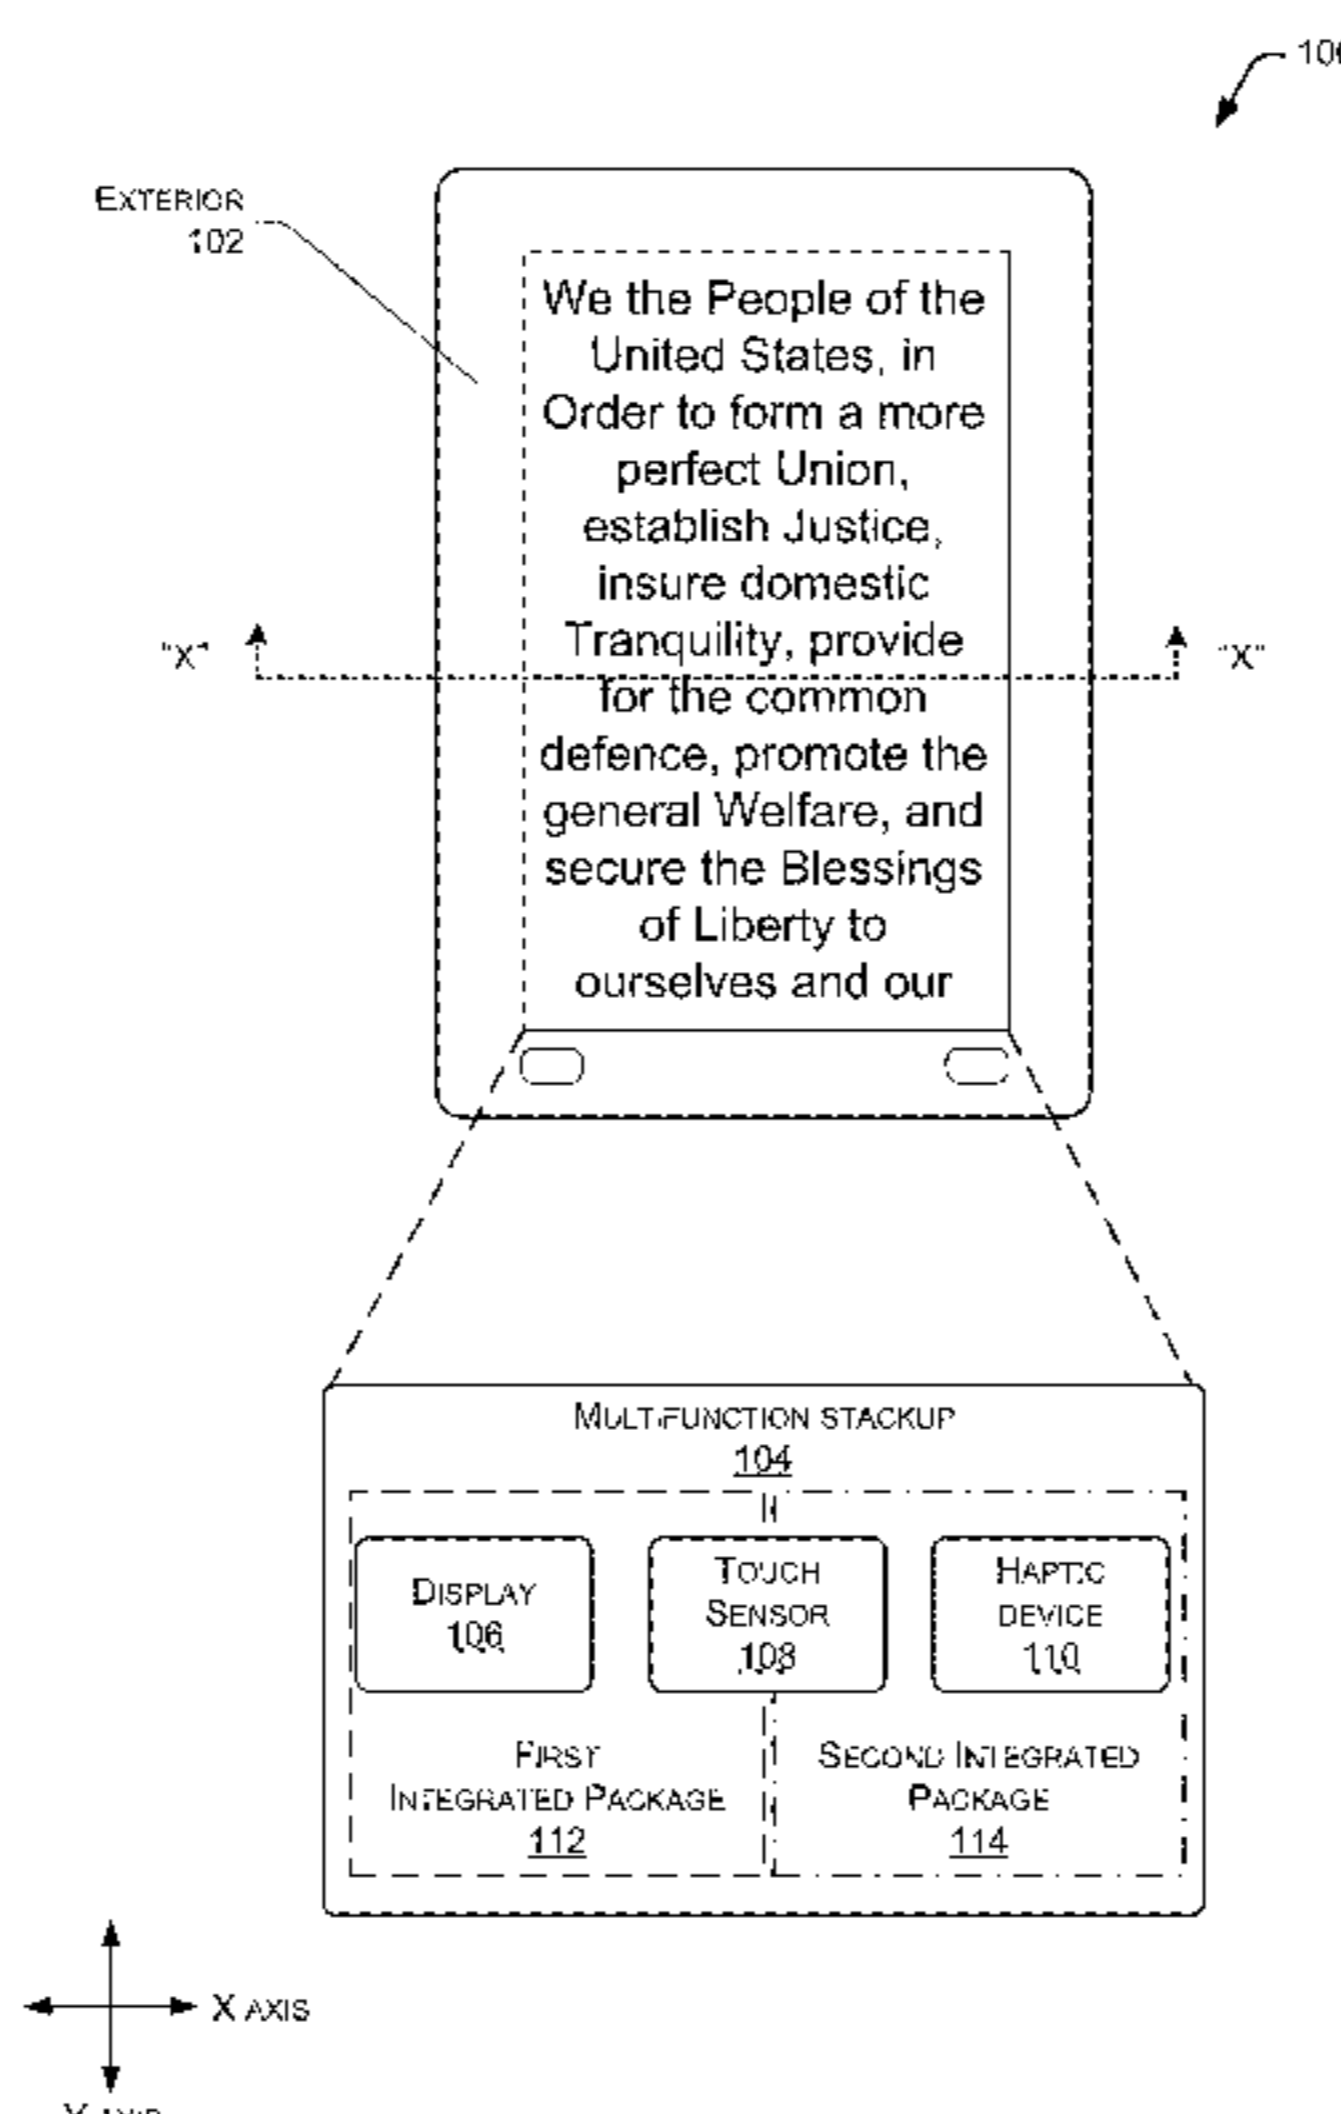 100
EXTERIOR
102
We the People of the
United States, in
Order to form a more
perfect Union,
establish Justice,
insure domestic
Tranquility, provide
for the common
defence, promote the
general Welfare, and
secure the Blessings
of Liberty to
ourselves and our
"X"
"X"
MULTIFUNCTION STACKUP
104
DISPLAY
106
TOUCH
SENSOR
108
HAPTIC
DEVICE
110
FIRST
INTEGRATED PACKAGE
112
SECOND INTEGRATED
PACKAGE
114
X AXIS
Y AXIS